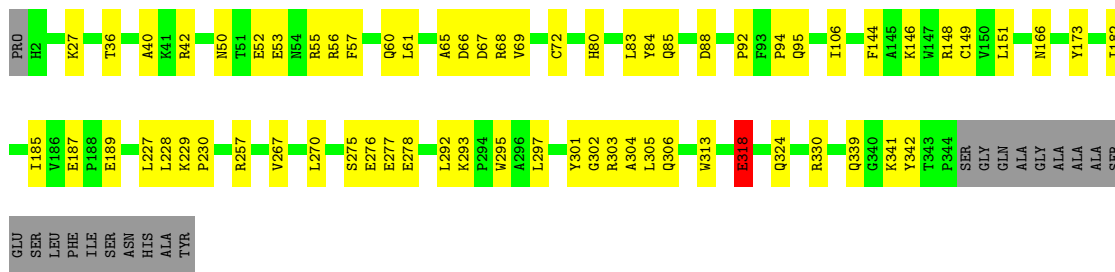 PRO H2 K27 T36 A40 K41 R42 N50 T51 E52 E53 N54 R55 R56 F57 Q60 L61 A65 D66 D67 R68 V69 C72 H80 L83 Y84 Q85 D88 P92 F93 P94 Q95 I106 F144 A145 K146 W147 R148 C149 V150 L151 N166 Y173
I185 V186 E187 P188 E189 L227 L228 K229 P230 R257 V267 L270 S275 E276 E277 E278 L292 K293 P294 W295 A296 L297 Y301 G302 R303 A304 L305 Q306 W313 E318 Q324 R330 Q339 G340 K341 Y342 T343 P344 SER GLY GLN ALA GLY ALA ALA ALA SER
GLU SER LEU PHE ILE SER ASN HIS ALA TYR